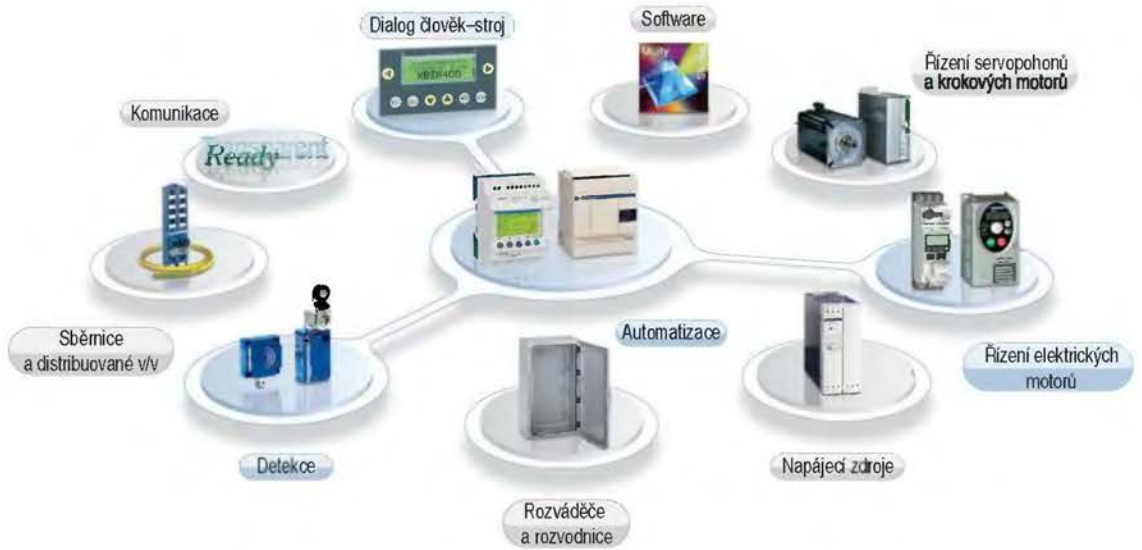 Dialog člověk–stroj
Software
Řízení servopohonů
a krokových motorů
Komunikace
XBTN400
Ready
Sběrnice
a distribuované v/v
Automatizace
Řízení elektrických
motorů
Detekce
Napájecí zdroje
Rozváděče
a rozvodnice